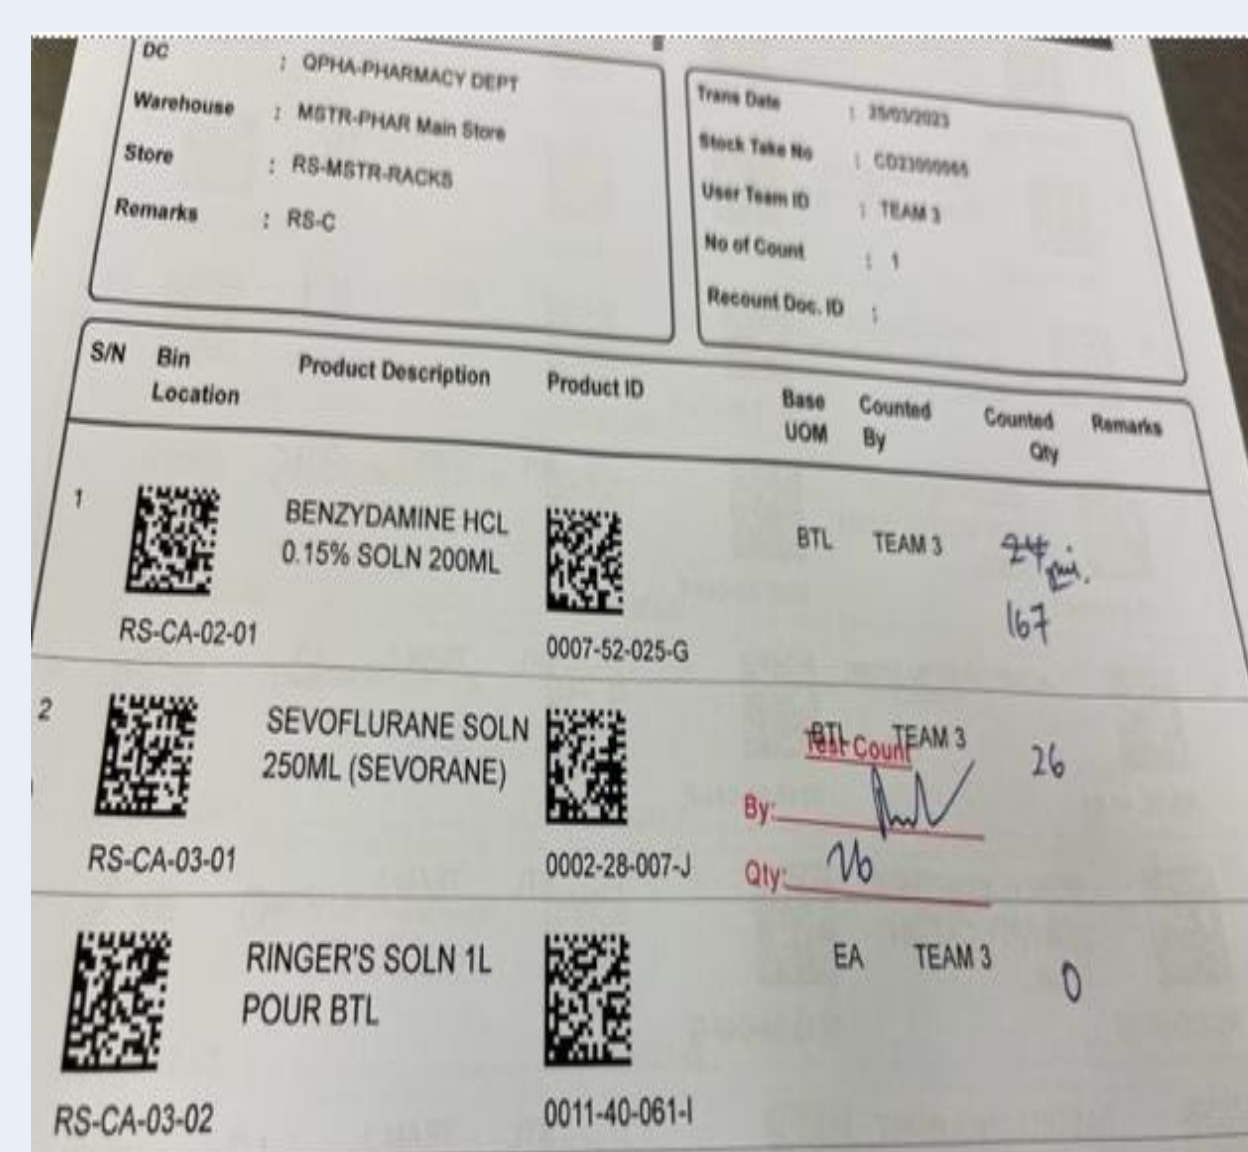 DC : QPHA-PHARMACY DEPT
Warehouse : MSTR-PHAR Main Store
Store : RS-MSTR-RACKS
Remarks : RS-C
Trans Date :
Stock Take No :
User Team ID : TEAM 3
No of Count : 1
Recount Doc. ID :
S/N Bin Location Product Description Product ID Base UOM Counted By Counted Qty Remarks
1 BENZYDAMINE HCL BTL TEAM 3 24
0.15% SOLN 200ML
167
RS-CA-02-01 0007-52-025-G
2 SEVOFLURANE SOLN BTL TEAM 3 26
250ML (SEVORANE) Test Count
By:
RS-CA-03-01 0002-28-007-J Qty: 26
RINGER'S SOLN 1L EA TEAM 3 0
POUR BTL
RS-CA-03-02 0011-40-061-I